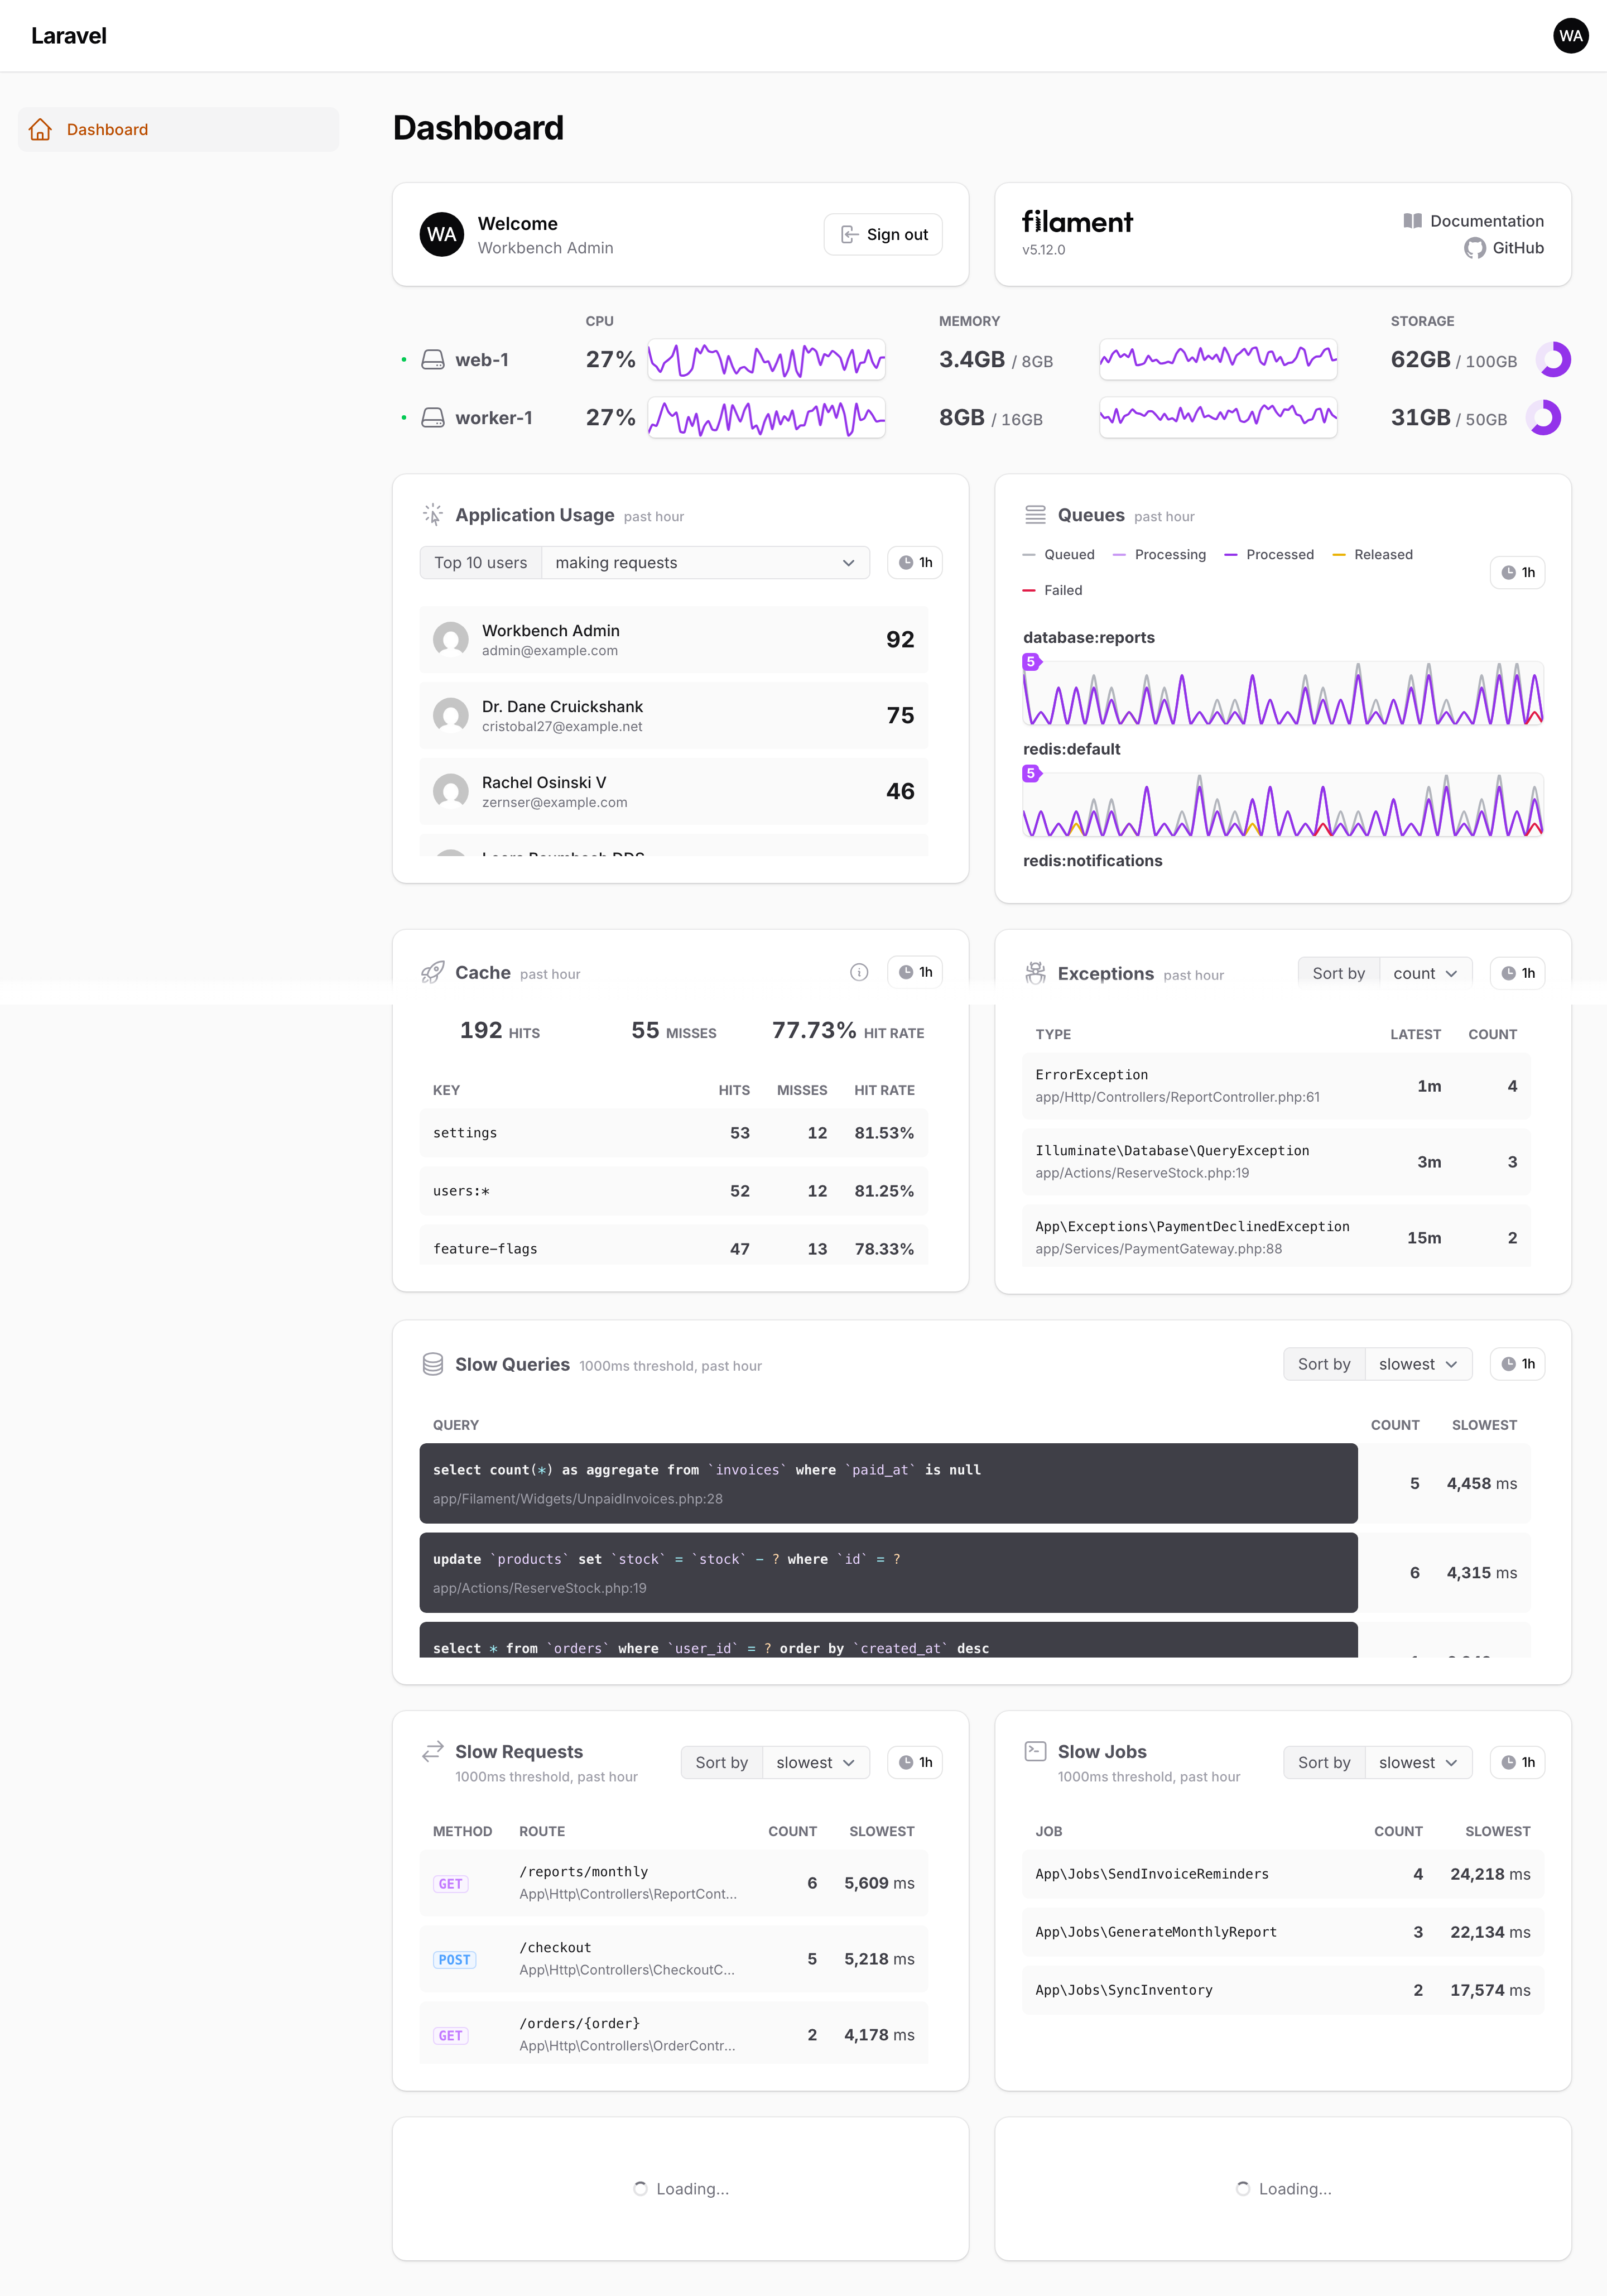 Laravel
WA
Dashboard
Dashboard
WA
Welcome
Workbench Admin
Sign out
filament
v5.12.0
Documentation
GitHub
CPU
MEMORY
STORAGE
web-1
27%
3.4GB / 8GB
62GB / 100GB
worker-1
27%
8GB / 16GB
31GB / 50GB
Application Usage past hour
Top 10 users making requests 1h
Workbench Admin
admin@example.com
92
Dr. Dane Cruickshank
cristobal27@example.net
75
Rachel Osinski V
zernser@example.com
46
Queues past hour
Queued Processing Processed Released
Failed
1h
database:reports
5
redis:default
5
redis:notifications
Cache past hour
1h
192 HITS 55 MISSES 77.73% HIT RATE
KEY HITS MISSES HIT RATE
settings 53 12 81.53%
users:* 52 12 81.25%
feature-flags 47 13 78.33%
Exceptions past hour
Sort by count 1h
TYPE LATEST COUNT
ErrorException
app/Http/Controllers/ReportController.php:61
1m 4
Illuminate\Database\QueryException
app/Actions/ReserveStock.php:19
3m 3
App\Exceptions\PaymentDeclinedException
app/Services/PaymentGateway.php:88
15m 2
Slow Queries 1000ms threshold, past hour
Sort by slowest 1h
QUERY COUNT SLOWEST
select count(*) as aggregate from `invoices` where `paid_at` is null
app/Filament/Widgets/UnpaidInvoices.php:28
5 4,458 ms
update `products` set `stock` = `stock` - ? where `id` = ?
app/Actions/ReserveStock.php:19
6 4,315 ms
select * from `orders` where `user_id` = ? order by `created_at` desc
Slow Requests
1000ms threshold, past hour
Sort by slowest 1h
METHOD ROUTE COUNT SLOWEST
GET
/reports/monthly
App\Http\Controllers\ReportCont...
6 5,609 ms
POST
/checkout
App\Http\Controllers\CheckoutC...
5 5,218 ms
GET
/orders/{order}
App\Http\Controllers\OrderContr...
2 4,178 ms
Slow Jobs
1000ms threshold, past hour
Sort by slowest 1h
JOB COUNT SLOWEST
App\Jobs\SendInvoiceReminders 4 24,218 ms
App\Jobs\GenerateMonthlyReport 3 22,134 ms
App\Jobs\SyncInventory 2 17,574 ms
Loading...
Loading...